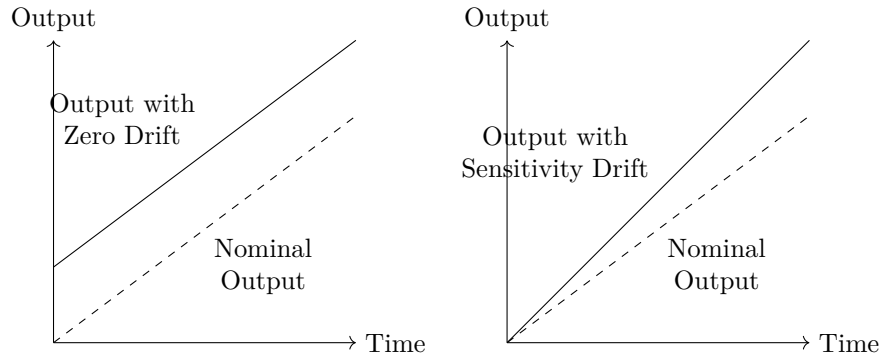 Output
Output with
Zero Drift
Nominal
Output
Time
Output
Output with
Sensitivity Drift
Nominal
Output
Time